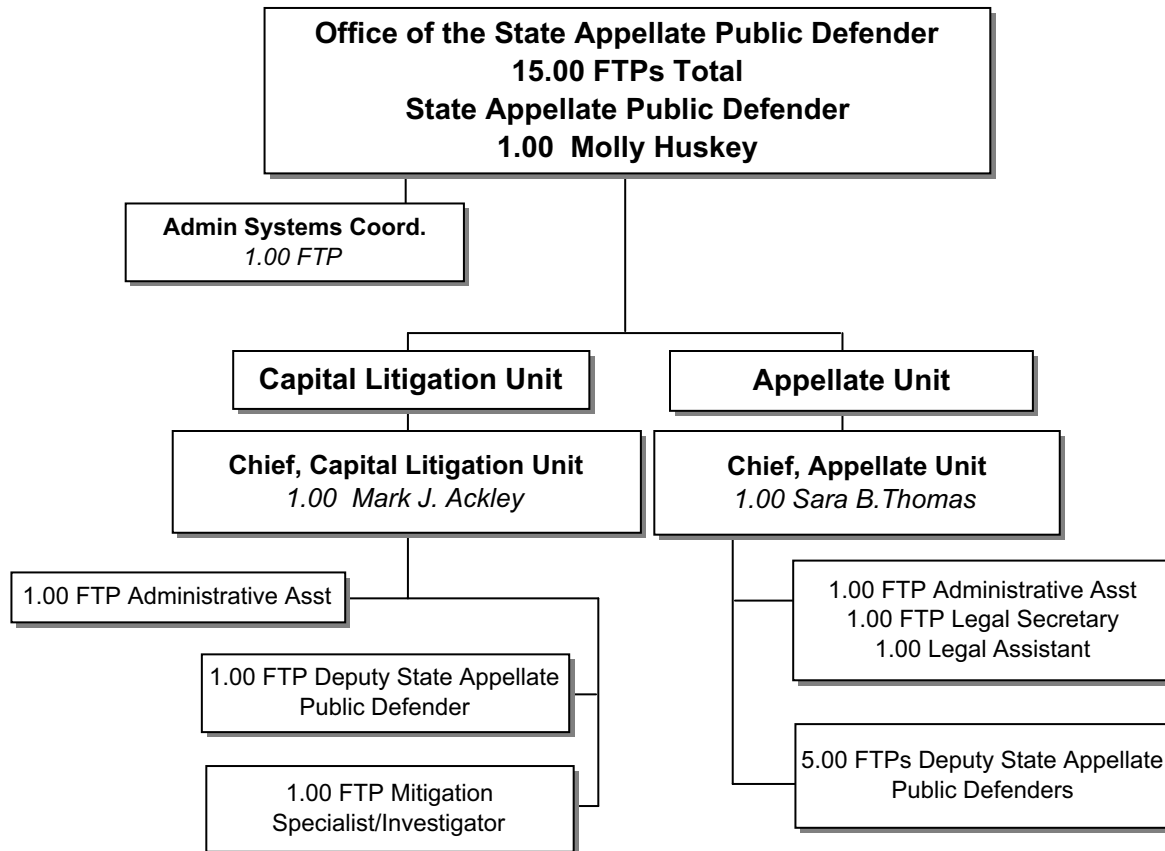 Office of the State Appellate Public Defender
15.00 FTPs Total
State Appellate Public Defender
1.00 Molly Huskey
Admin Systems Coord.
1.00 FTP
Capital Litigation Unit
Appellate Unit
Chief, Capital Litigation Unit
1.00 Mark J. Ackley
Chief, Appellate Unit
1.00 Sara B.Thomas
1.00 FTP Administrative Asst
1.00 FTP Deputy State Appellate
Public Defender
1.00 FTP Mitigation
Specialist/Investigator
1.00 FTP Administrative Asst
1.00 FTP Legal Secretary
1.00 Legal Assistant
5.00 FTPs Deputy State Appellate
Public Defenders